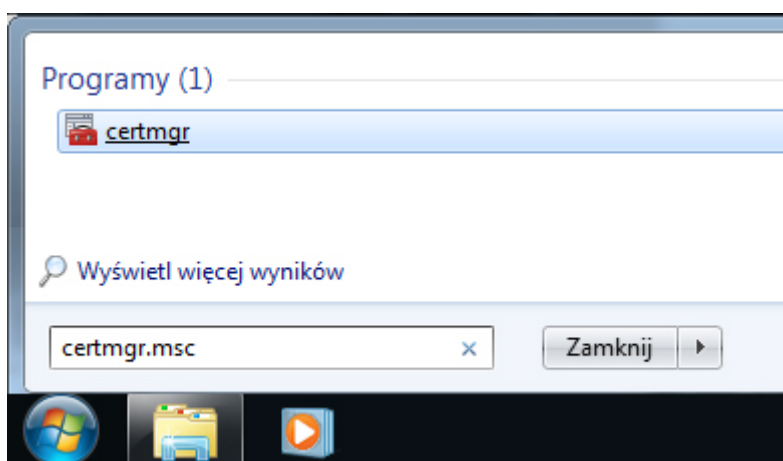 Programy (1)
certmgr
Wyświetl więcej wyników
certmgr.msc
Zamknij